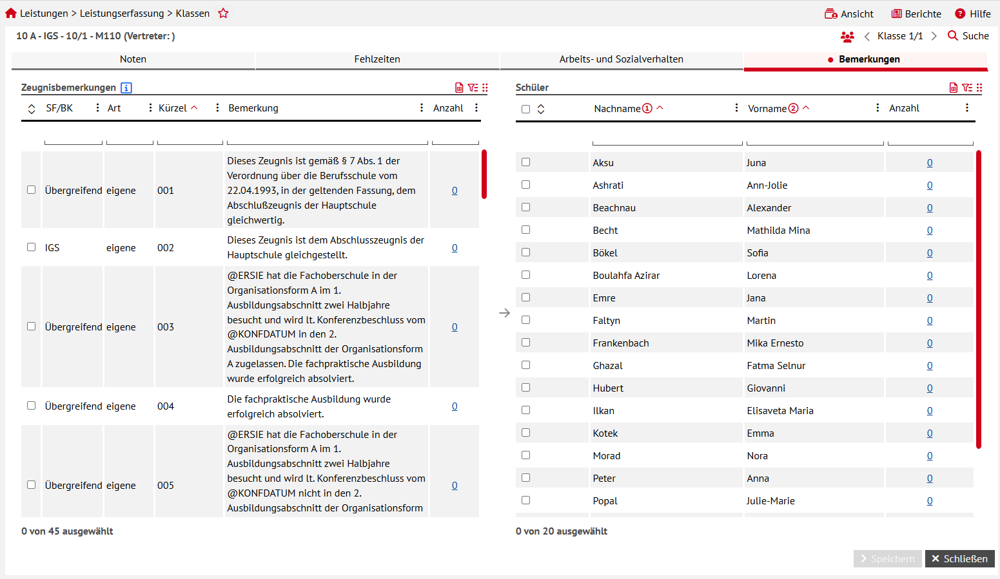 Leistungen > Leistungserfassung > Klassen
Ansicht Berichte ? Hilfe
10 A - IGS - 10/1 - M110 (Vertreter: )
Klasse 1/1 Suche
Noten Fehlzeiten Arbeits- und Sozialverhalten Bemerkungen
Zeugnisbemerkungen i
SF/BK Art Kürzel Bemerkung Anzahl
Übergreifend eigene 001
Dieses Zeugnis ist gemäß § 7 Abs. 1 der
Verordnung über die Berufsschule vom
22.04.1993, in der geltenden Fassung, dem
Abschlußzeugnis der Hauptschule
gleichwertig.
0
IGS eigene 002
Dieses Zeugnis ist dem Abschlusszeugnis der
Hauptschule gleichgestellt.
0
Übergreifend eigene 003
@ERSIE hat die Fachoberschule in der
Organisationsform A im 1.
Ausbildungsabschnitt zwei Halbjahre
besucht und wird lt. Konferenzbeschluss vom
@KONFDATUM in den 2.
Ausbildungsabschnitt der Organisationsform
A zugelassen. Die fachpraktische Ausbildung
wurde erfolgreich absolviert.
0
Übergreifend eigene 004
Die fachpraktische Ausbildung wurde
erfolgreich absolviert.
0
Übergreifend eigene 005
@ERSIE hat die Fachoberschule in der
Organisationsform A im 1.
Ausbildungsabschnitt zwei Halbjahre
besucht und wird lt. Konferenzbeschluss vom
@KONFDATUM nicht in den 2.
Ausbildungsabschnitt der Organisationsform
0
0 von 45 ausgewählt
Schüler
Nachname 1 Vorname 2 Anzahl
Aksu Juna 0
Ashrati Ann-Jolie 0
Beachnau Alexander 0
Becht Mathilda Mina 0
Bökel Sofia 0
Boulahfa Azirar Lorena 0
Emre Jana 0
Faltyn Martin 0
Frankenbach Mika Ernesto 0
Ghazal Fatma Selnur 0
Hubert Giovanni 0
Ilkan Elisaveta Maria 0
Kotek Emma 0
Morad Nora 0
Peter Anna 0
Popal Julie-Marie 0
0 von 20 ausgewählt
Speichern Schließen